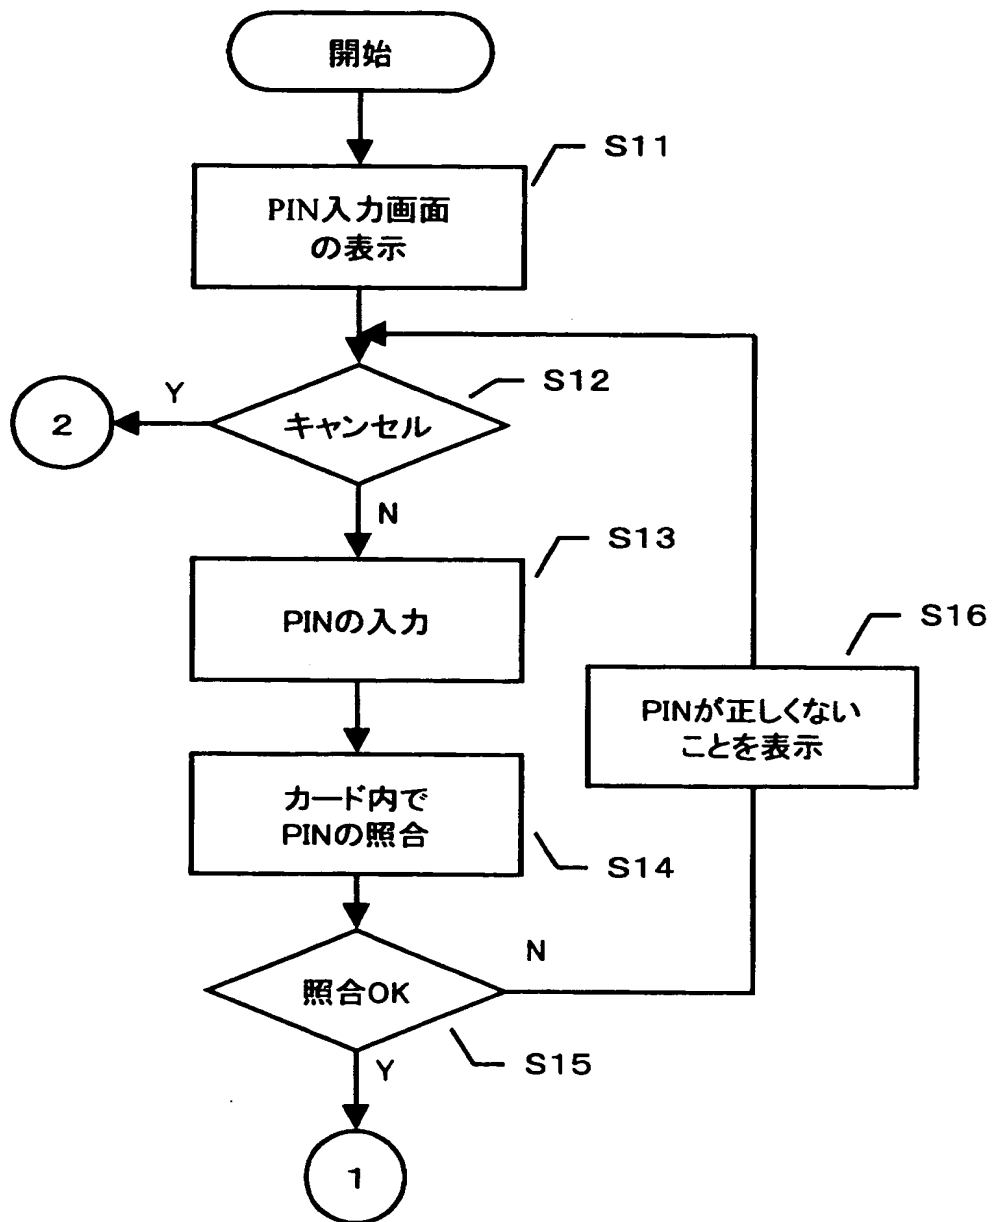 開始
S11
PIN入力画面
の表示
S12
Y
2
キャンセル
N
S13
PINの入力
S16
PINが正しくない
ことを表示
カード内で
PINの照合
S14
N
照合OK
S15
Y
1